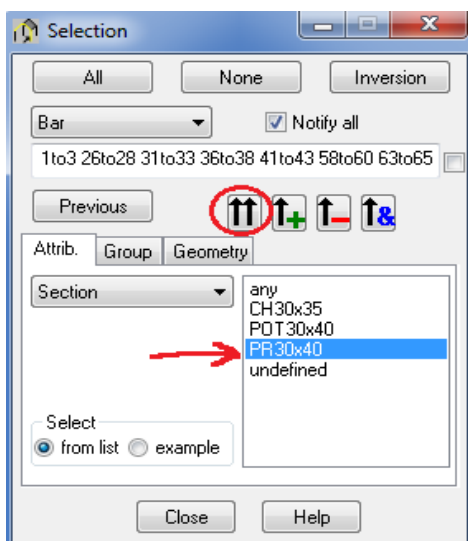 Selection
All None Inversion
Bar Notify all
1to3 26to28 31to33 36to38 41to43 58to60 63to65
Previous
Attrib. Group Geometry
Section
any
CH30x35
POT30x40
PR30x40
undefined
Select
from list example
Close Help